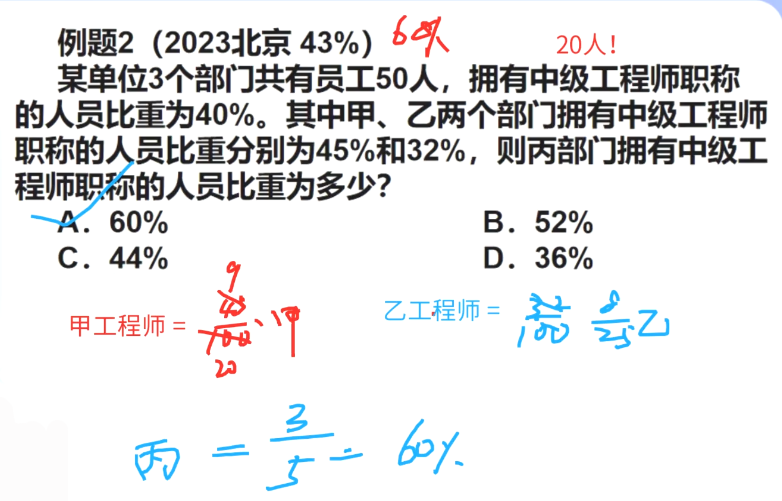 例题2（2023北京 43%）60%
20人！
某单位3个部门共有员工50人，拥有中级工程师职称
的人员比重为40%。其中甲、乙两个部门拥有中级工程师
职称的人员比重分别为45%和32%，则丙部门拥有中级工
程师职称的人员比重为多少？
A．60% B．52%
C．44% D．36%
9
甲工程师 = 45/100 甲
20
乙工程师 = 32/100 8/25 乙
丙 = 3/5 = 60%